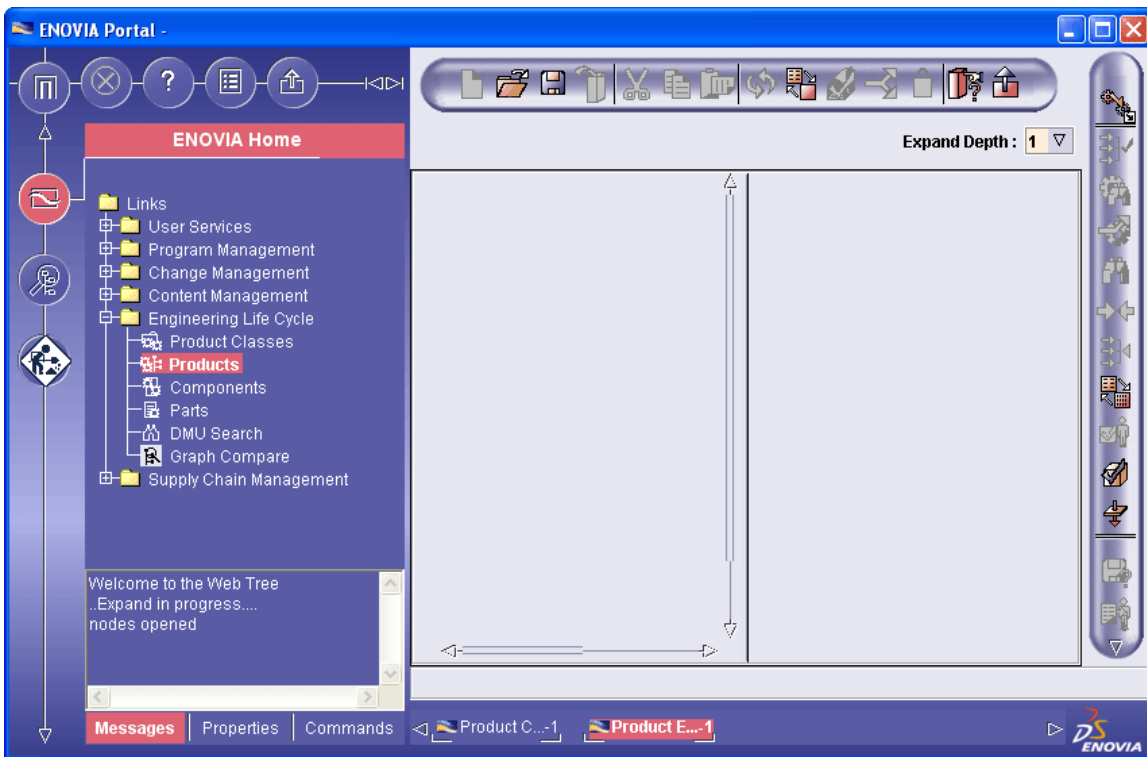 ENOVIA Portal -
?
ENOVIA Home
Expand Depth : 1
Links
User Services
Program Management
Change Management
Content Management
Engineering Life Cycle
Product Classes
Products
Components
Parts
DMU Search
Graph Compare
Supply Chain Management
Welcome to the Web Tree
..Expand in progress....
nodes opened
Messages Properties Commands
Product C...-1 Product E...-1
DS
ENOVIA